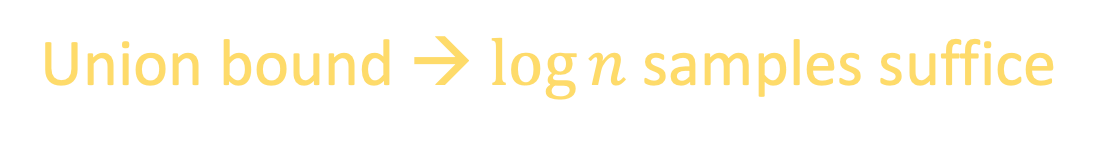 Union bound → log n samples suffice